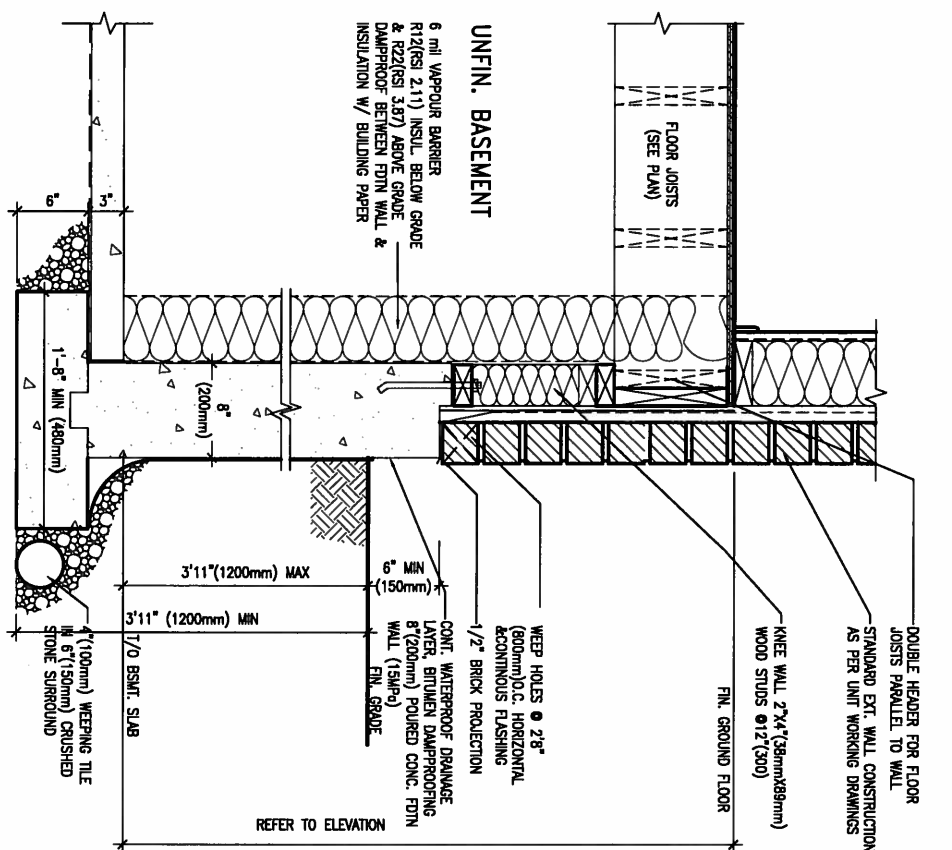 DOUBLE HEADER FOR FLOOR
JOISTS PARALLEL TO WALL
STANDARD EXT. WALL CONSTRUCTION
AS PER UNIT WORKING DRAWINGS
KNEE WALL 2"X4"(38mmX89mm)
WOOD STUDS @12"(300)
FIN. GROUND FLOOR
FLOOR JOISTS
(SEE PLAN)
UNFIN. BASEMENT
6 mil VAPPOUR BARRIER
R12(RSI 2.11) INSUL. BELOW GRADE
& R22(RSI 3.87) ABOVE GRADE
DAMPPROOF BETWEEN FDTN WALL &
INSULATION W/ BUILDING PAPER
WEEP HOLES @ 2'8"
(800mm)O.C. HORIZONTAL
&CONTINOUS FLASHING
1/2" BRICK PROJECTION
CONT. WATERPROOF DRAINAGE
LAYER, BITUMEN DAMPPROOFING
8"(200mm) POURED CONC. FDTN
WALL (15MPa)
FIN. GRADE
6" MIN
(150mm)
3'11"(1200mm) MAX
3'11" (1200mm) MIN
8"
(200mm)
REFER TO ELEVATION
T/O BSMT. SLAB
3"
6"
1'-8" MIN (480mm)
4"(100mm) WEEPING TILE
IN 6"(150mm) CRUSHED
STONE SURROUND